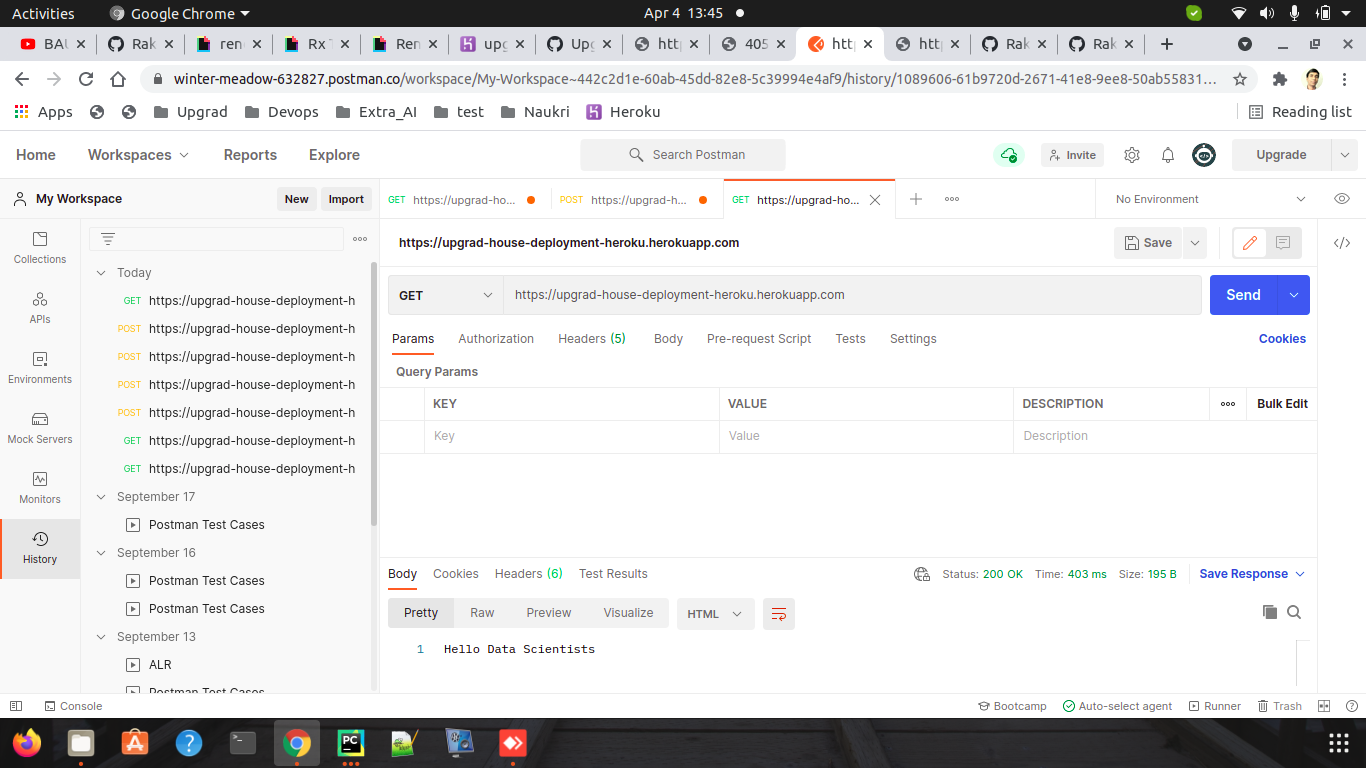 Activities Google Chrome Apr 4 13:45
BAU Rak ren Rx T Ren upg Upg http 405 http http Rak Rak
winter-meadow-632827.postman.co/workspace/My-Workspace~442c2d1e-60ab-45dd-82e8-5c39994e4af9/history/1089606-61b9720d-2671-41e8-9ee8-50ab55831...
Apps Upgrad Devops Extra_AI test Naukri Heroku Reading list
Home Workspaces Reports Explore Search Postman Invite Upgrade
My Workspace New Import GET https://upgrad-ho... POST https://upgrad-h... GET https://upgrad-ho... No Environment
https://upgrad-house-deployment-heroku.herokuapp.com Save
Collections
APIs
Environments
Mock Servers
Monitors
History
Today
GET https://upgrad-house-deployment-h
POST https://upgrad-house-deployment-h
POST https://upgrad-house-deployment-h
POST https://upgrad-house-deployment-h
POST https://upgrad-house-deployment-h
GET https://upgrad-house-deployment-h
GET https://upgrad-house-deployment-h
September 17
Postman Test Cases
September 16
Postman Test Cases
Postman Test Cases
September 13
ALR
Postman Test Cases
GET https://upgrad-house-deployment-heroku.herokuapp.com Send
Params Authorization Headers (5) Body Pre-request Script Tests Settings Cookies
Query Params
KEY VALUE DESCRIPTION Bulk Edit
Key Value Description
Body Cookies Headers (6) Test Results Status: 200 OK Time: 403 ms Size: 195 B Save Response
Pretty Raw Preview Visualize HTML
1 Hello Data Scientists
Console Bootcamp Auto-select agent Runner Trash